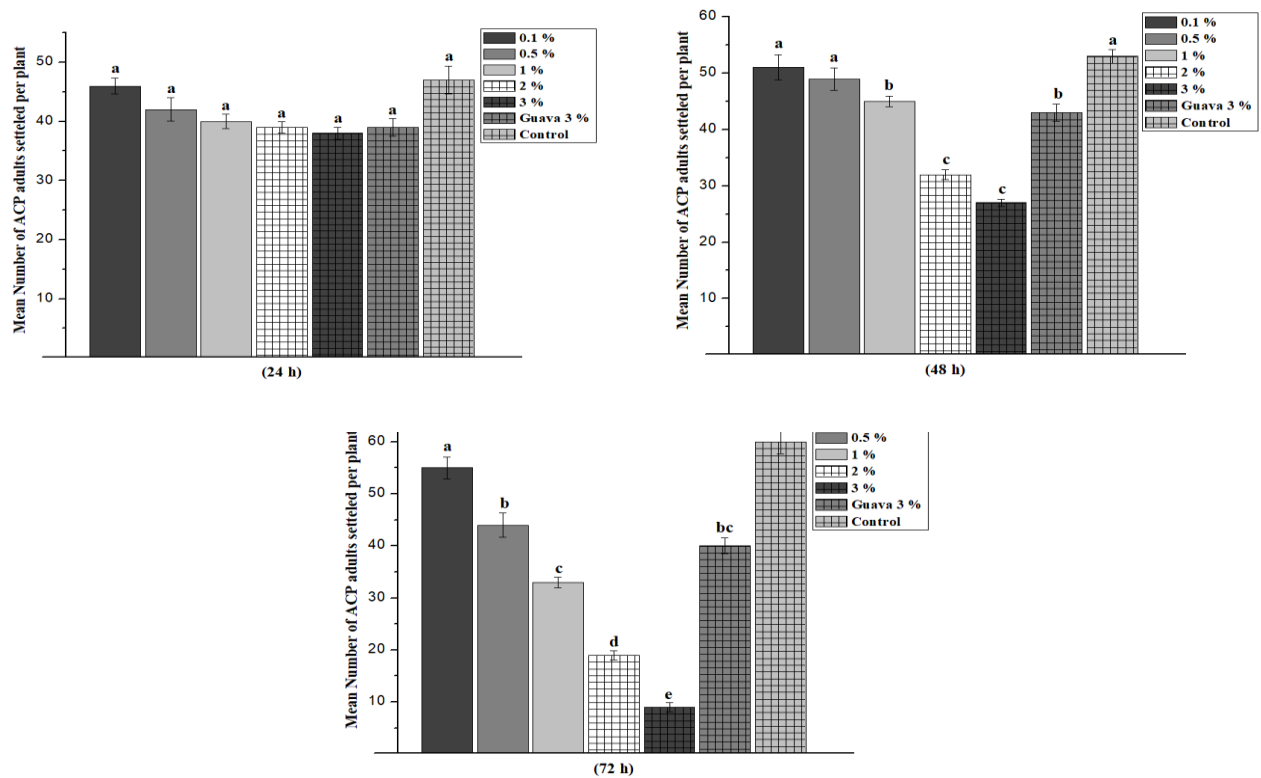 Mean Number of ACP adults setteled per plant
50
40
30
20
10
a
a
a
a
a
a
a
0.1 %
0.5 %
1 %
2 %
3 %
Guava 3 %
Control
(24 h)
Mean Number of ACP adults setteled per plant
60
50
40
30
20
10
a
a
b
c
c
b
a
0.1 %
0.5 %
1 %
2 %
3 %
Guava 3 %
Control
(48 h)
Mean Number of ACP adults setteled per plant
60
50
40
30
20
10
a
b
c
d
e
bc
0.5 %
1 %
2 %
3 %
Guava 3 %
Control
(72 h)